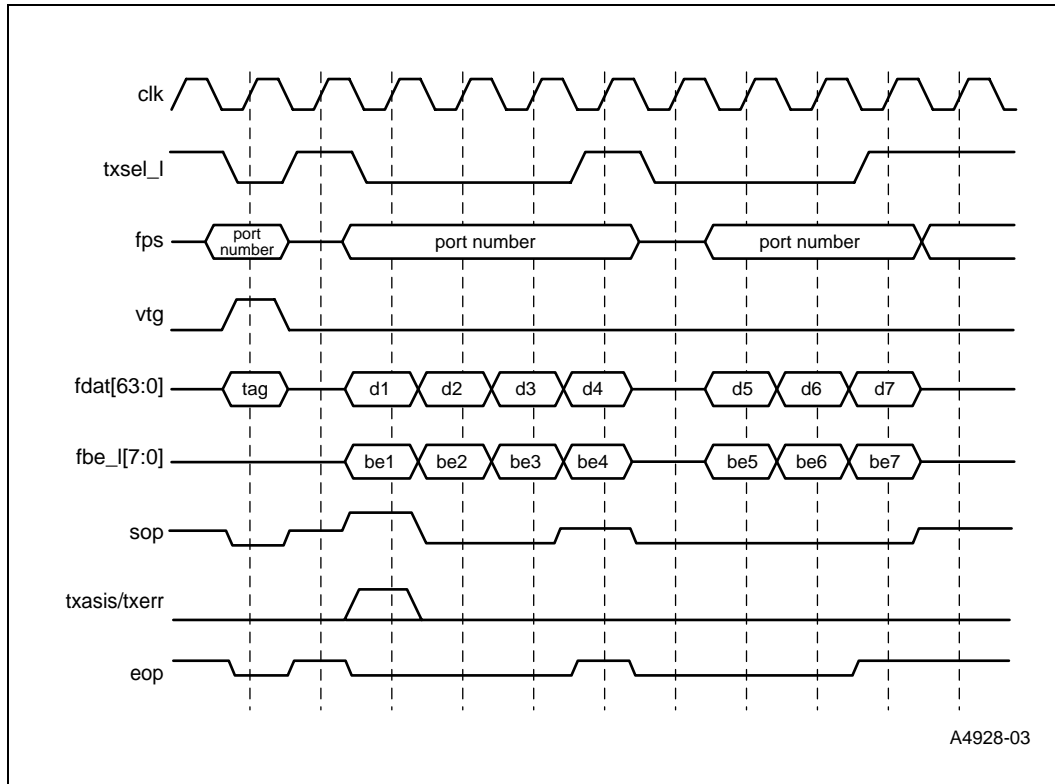 clk
txsel_l
fps
port
number
port number
port number
vtg
fdat[63:0]
tag
d1
d2
d3
d4
d5
d6
d7
fbe_l[7:0]
be1
be2
be3
be4
be5
be6
be7
sop
txasis/txerr
eop
A4928-03